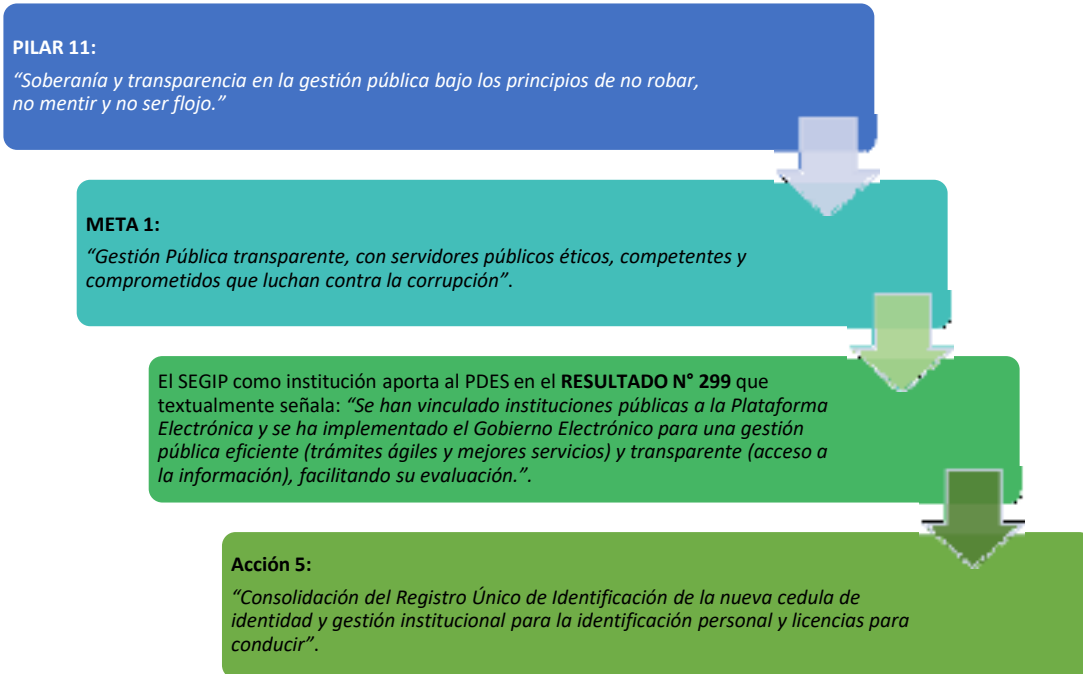 PILAR 11:
“Soberanía y transparencia en la gestión pública bajo los principios de no robar,
no mentir y no ser flojo.”
META 1:
“Gestión Pública transparente, con servidores públicos éticos, competentes y
comprometidos que luchan contra la corrupción”.
El SEGIP como institución aporta al PDES en el RESULTADO N° 299 que
textualmente señala: “Se han vinculado instituciones públicas a la Plataforma
Electrónica y se ha implementado el Gobierno Electrónico para una gestión
pública eficiente (trámites ágiles y mejores servicios) y transparente (acceso a
la información), facilitando su evaluación.”.
Acción 5:
“Consolidación del Registro Único de Identificación de la nueva cedula de
identidad y gestión institucional para la identificación personal y licencias para
conducir”.